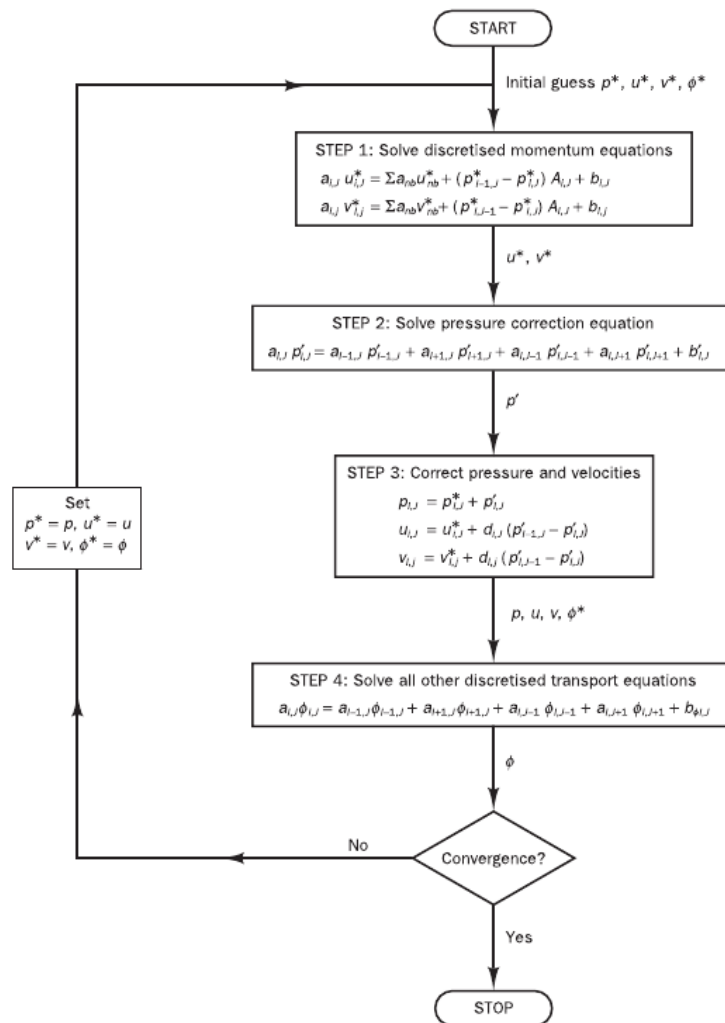 START
Initial guess p*, u*, v*, ϕ*
STEP 1: Solve discretised momentum equations
a_{i,J} u*_{i,J} = Σa_{nb}u*_{nb} + (p*_{I−1,J} − p*_{I,J}) A_{i,J} + b_{i,J}
a_{I,j} v*_{I,j} = Σa_{nb}v*_{nb} + (p*_{I,J−1} − p*_{I,J}) A_{I,j} + b_{I,j}
u*, v*
STEP 2: Solve pressure correction equation
a_{I,J} p′_{I,J} = a_{I−1,J} p′_{I−1,J} + a_{I+1,J} p′_{I+1,J} + a_{I,J−1} p′_{I,J−1} + a_{I,J+1} p′_{I,J+1} + b′_{I,J}
p′
STEP 3: Correct pressure and velocities
p_{I,J} = p*_{I,J} + p′_{I,J}
u_{i,J} = u*_{i,J} + d_{i,J} (p′_{I−1,J} − p′_{I,J})
v_{I,j} = v*_{I,j} + d_{I,j} (p′_{I,J−1} − p′_{I,J})
Set
p* = p, u* = u
v* = v, ϕ* = ϕ
p, u, v, ϕ*
STEP 4: Solve all other discretised transport equations
a_{I,J}ϕ_{I,J} = a_{I−1,J}ϕ_{I−1,J} + a_{I+1,J}ϕ_{I+1,J} + a_{I,J−1} ϕ_{I,J−1} + a_{I,J+1} ϕ_{I,J+1} + b_{ϕI,J}
ϕ
No
Convergence?
Yes
STOP